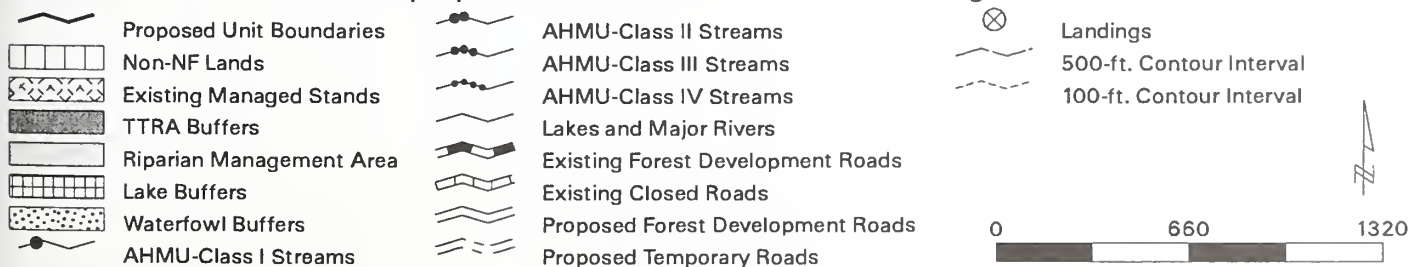 Proposed Unit Boundaries
Non-NF Lands
Existing Managed Stands
TTRA Buffers
Riparian Management Area
Lake Buffers
Waterfowl Buffers
AHMU-Class I Streams
AHMU-Class II Streams
AHMU-Class III Streams
AHMU-Class IV Streams
Lakes and Major Rivers
Existing Forest Development Roads
Existing Closed Roads
Proposed Forest Development Roads
Proposed Temporary Roads
Landings
500-ft. Contour Interval
100-ft. Contour Interval
0 660 1320